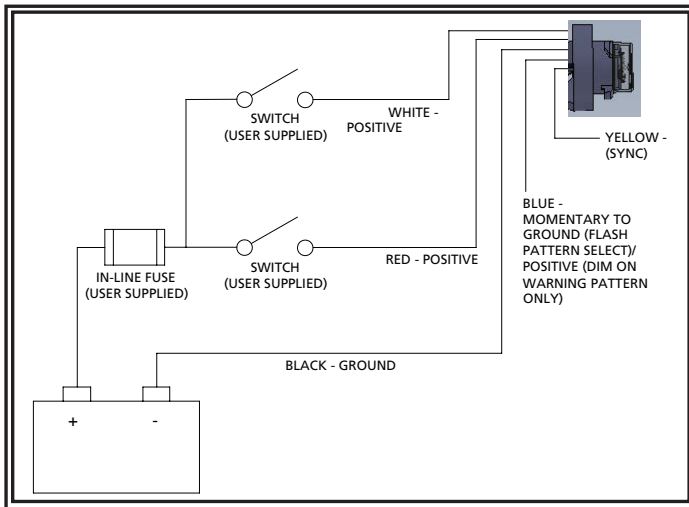 WHITE -
POSITIVE
SWITCH
(USER SUPPLIED)
YELLOW -
(SYNC)
BLUE -
MOMENTARY TO
GROUND (FLASH
PATTERN SELECT)/
POSITIVE (DIM ON
WARNING PATTERN
ONLY)
RED - POSITIVE
SWITCH
(USER SUPPLIED)
IN-LINE FUSE
(USER SUPPLIED)
BLACK - GROUND
+ -